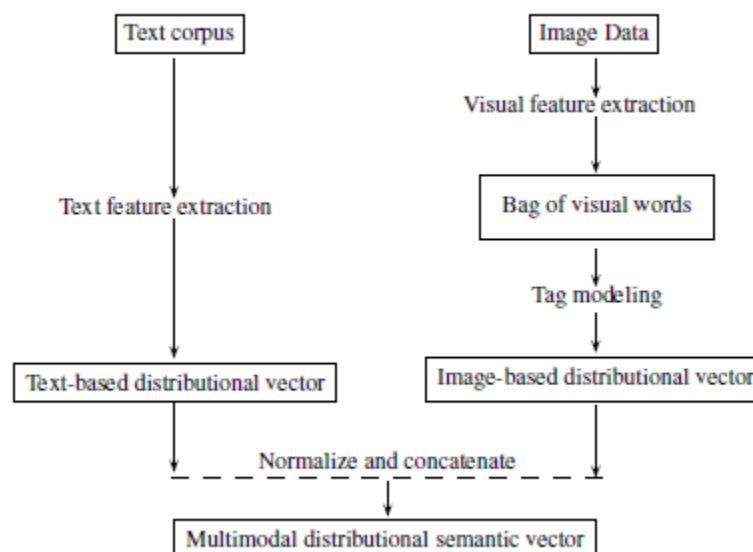 Text corpus
Image Data
Visual feature extraction
Text feature extraction
Bag of visual words
Tag modeling
Text-based distributional vector
Image-based distributional vector
Normalize and concatenate
Multimodal distributional semantic vector